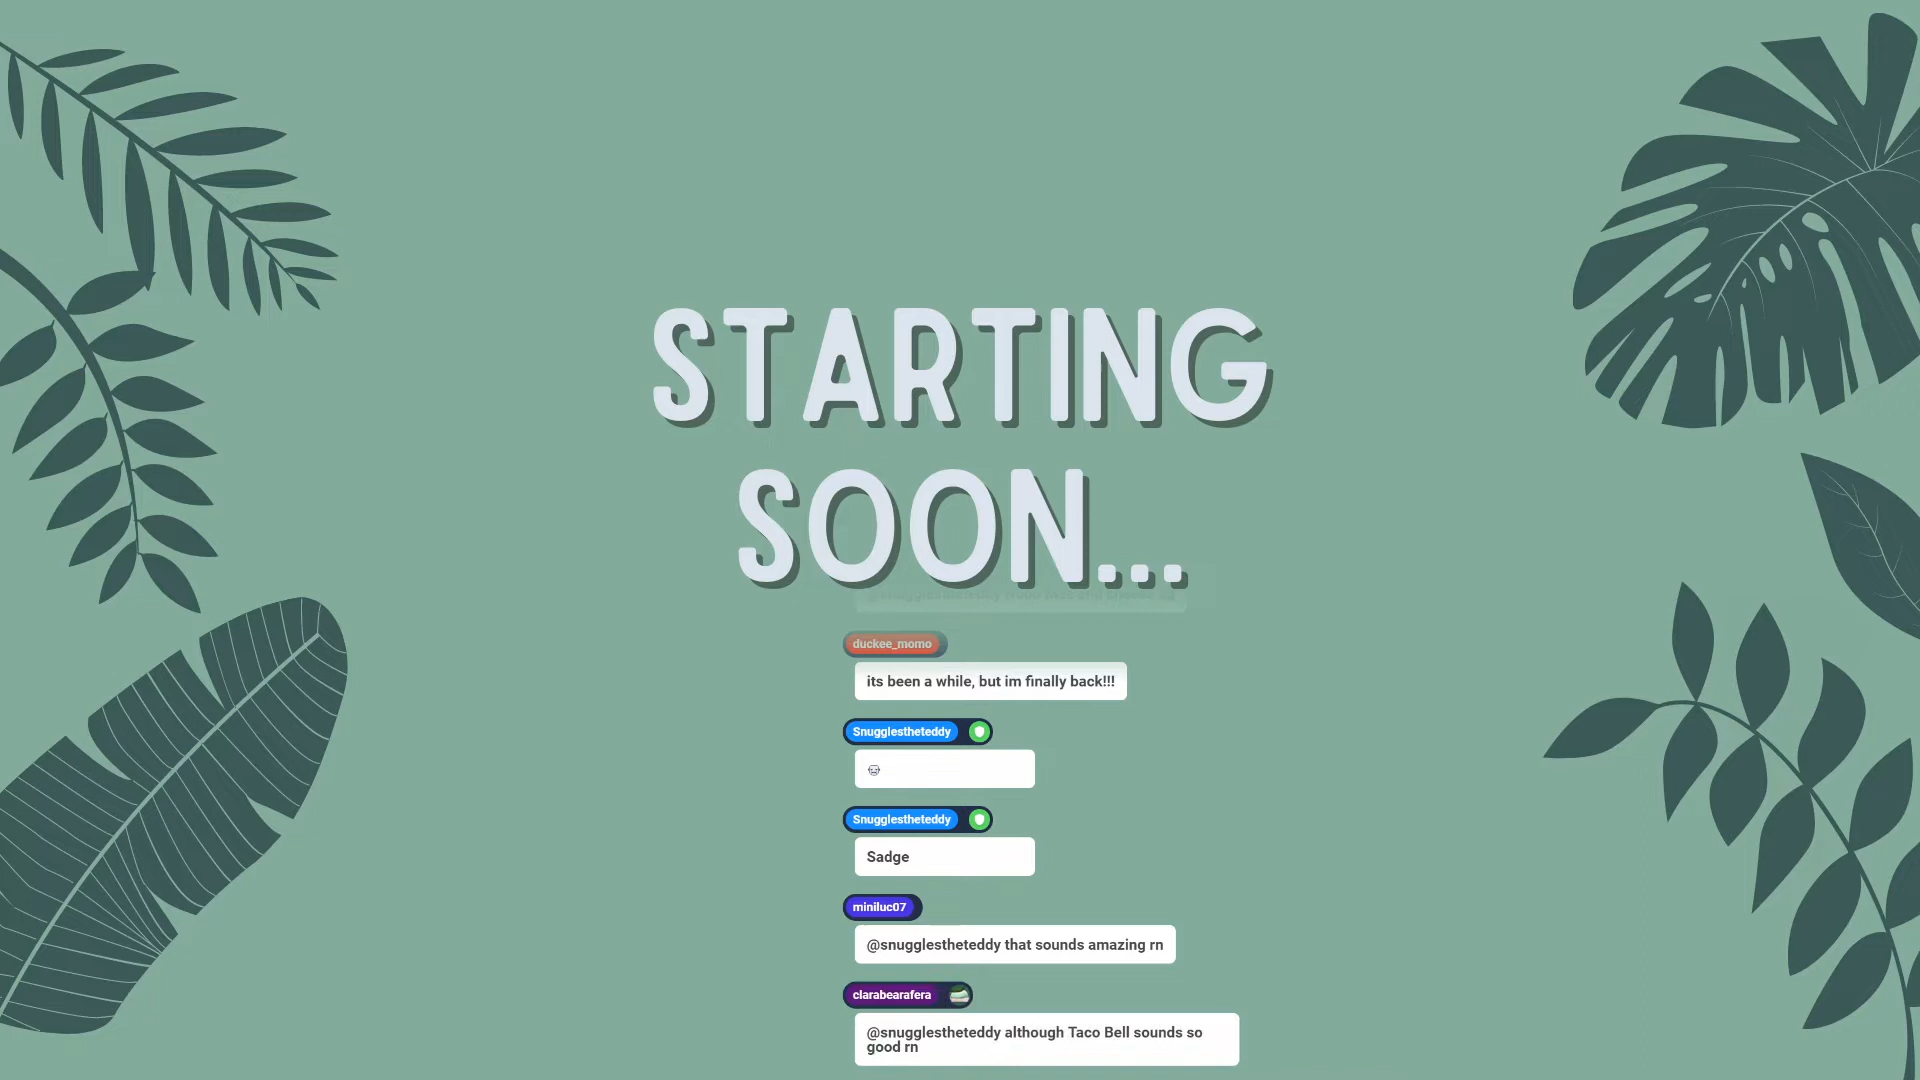 STARTING
SOON...
@snugglestheteddy
duckee_momo
its been a while, but im finally back!!!
Snugglestheteddy
Snugglestheteddy
Sadge
miniluc07
@snugglestheteddy that sounds amazing rn
clarabearafera
@snugglestheteddy although Taco Bell sounds so
good rn